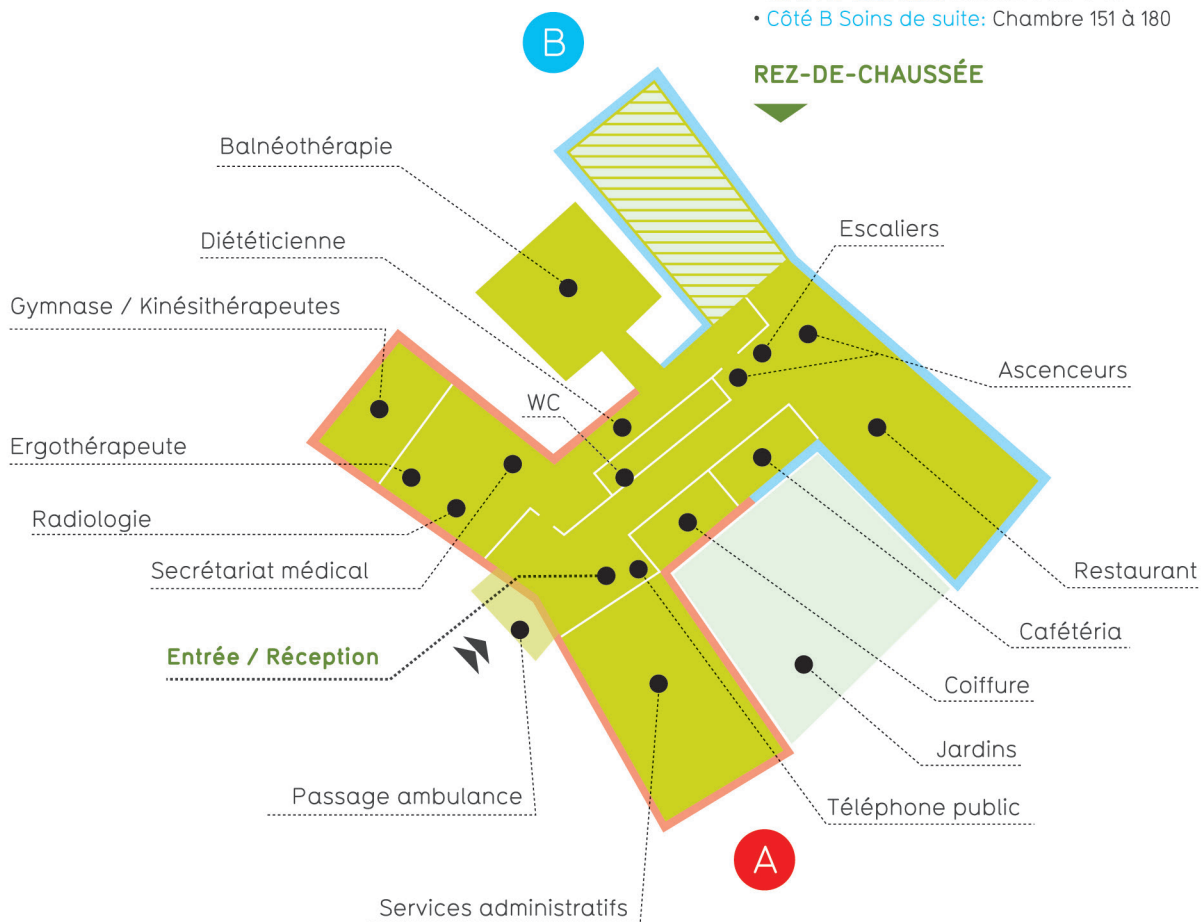 • Côté B Soins de suite: Chambre 151 à 180
B
REZ-DE-CHAUSSÉE
Balnéothérapie
Diététicienne
Escaliers
Gymnase / Kinésithérapeutes
Ascenceurs
WC
Ergothérapeute
Radiologie
Secrétariat médical
Restaurant
Cafétéria
Entrée / Réception
Coiffure
Jardins
Passage ambulance
Téléphone public
A
Services administratifs